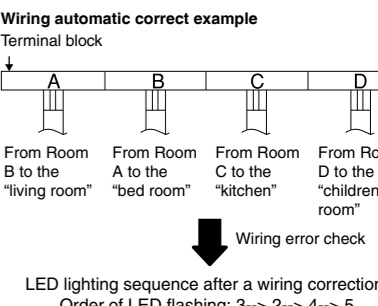 Wiring automatic correct example
Terminal block
A B C D
From Room From Room From Room From
B to the A to the C to the D to the
“living room” “bed room” “kitchen” “children
room”
Wiring error check
LED lighting sequence after a wiring correction
Order of LED flashing: 3--> 2--> 4--> 5